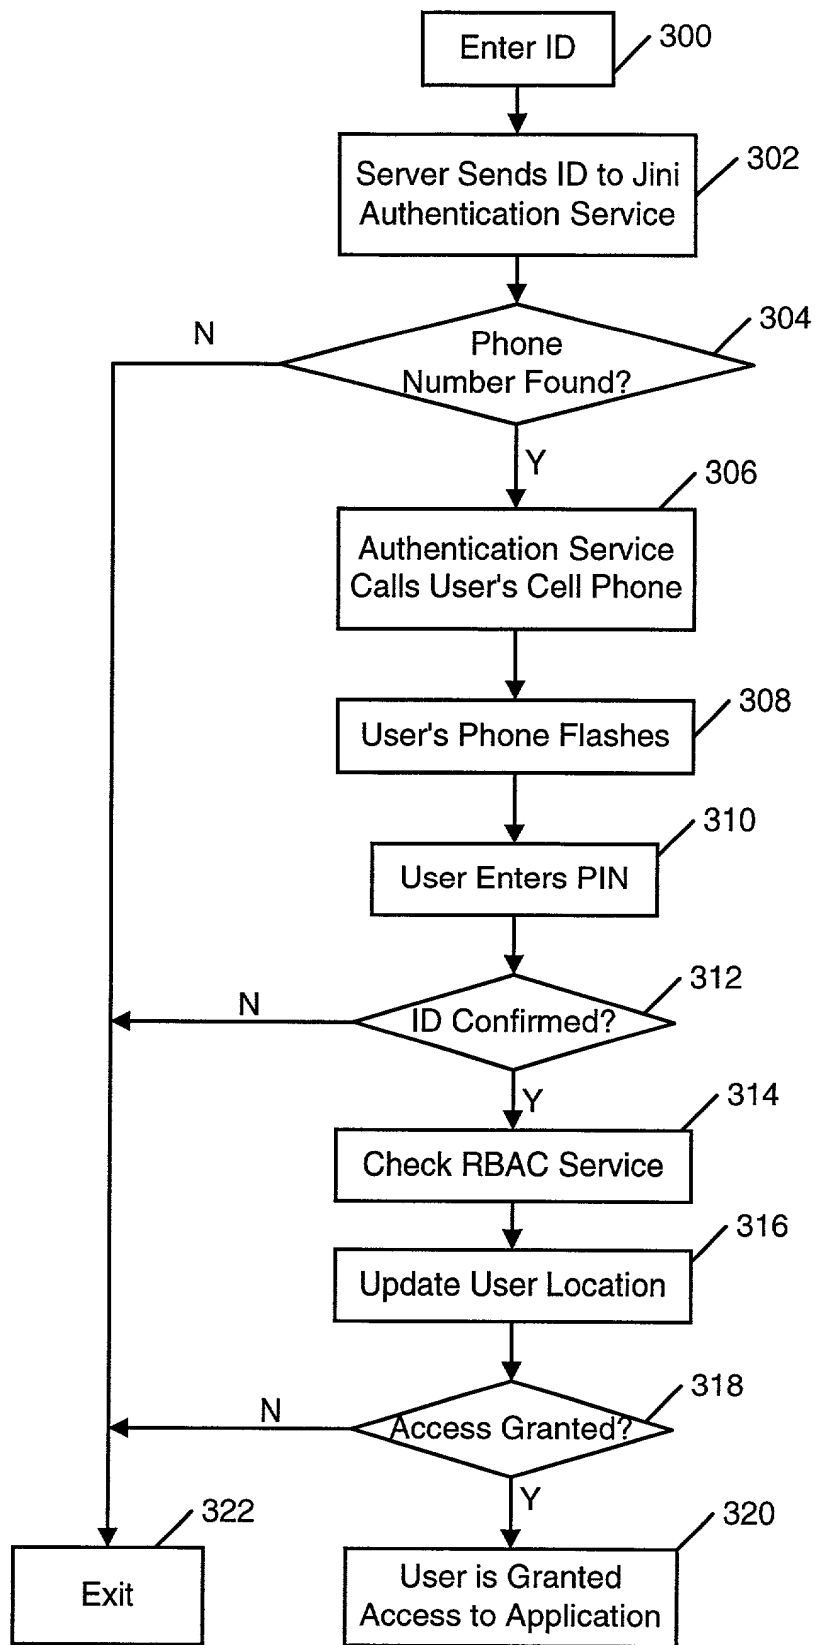 Enter ID
300
Server Sends ID to Jini
Authentication Service
302
N
Phone
Number Found?
304
Y
306
Authentication Service
Calls User's Cell Phone
308
User's Phone Flashes
310
User Enters PIN
312
N
ID Confirmed?
Y
314
Check RBAC Service
316
Update User Location
318
N
Access Granted?
Y
322
320
Exit
User is Granted
Access to Application